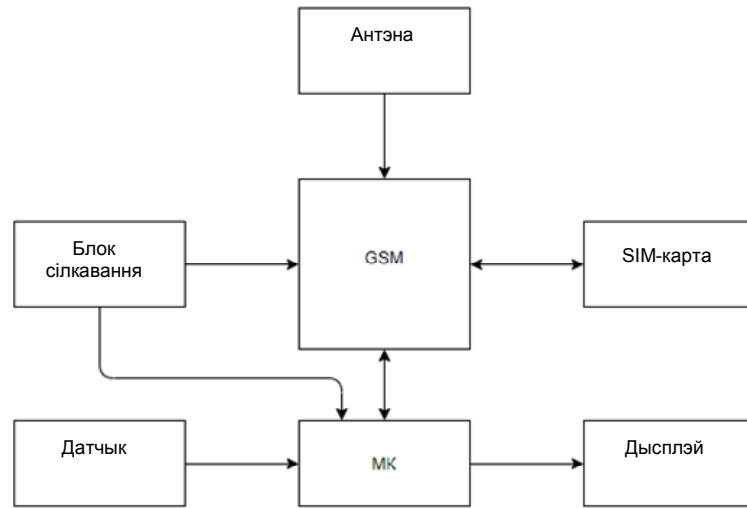 Антэна
Блок
сілкавання
GSM
SIM-карта
Датчык
МК
Дысплэй